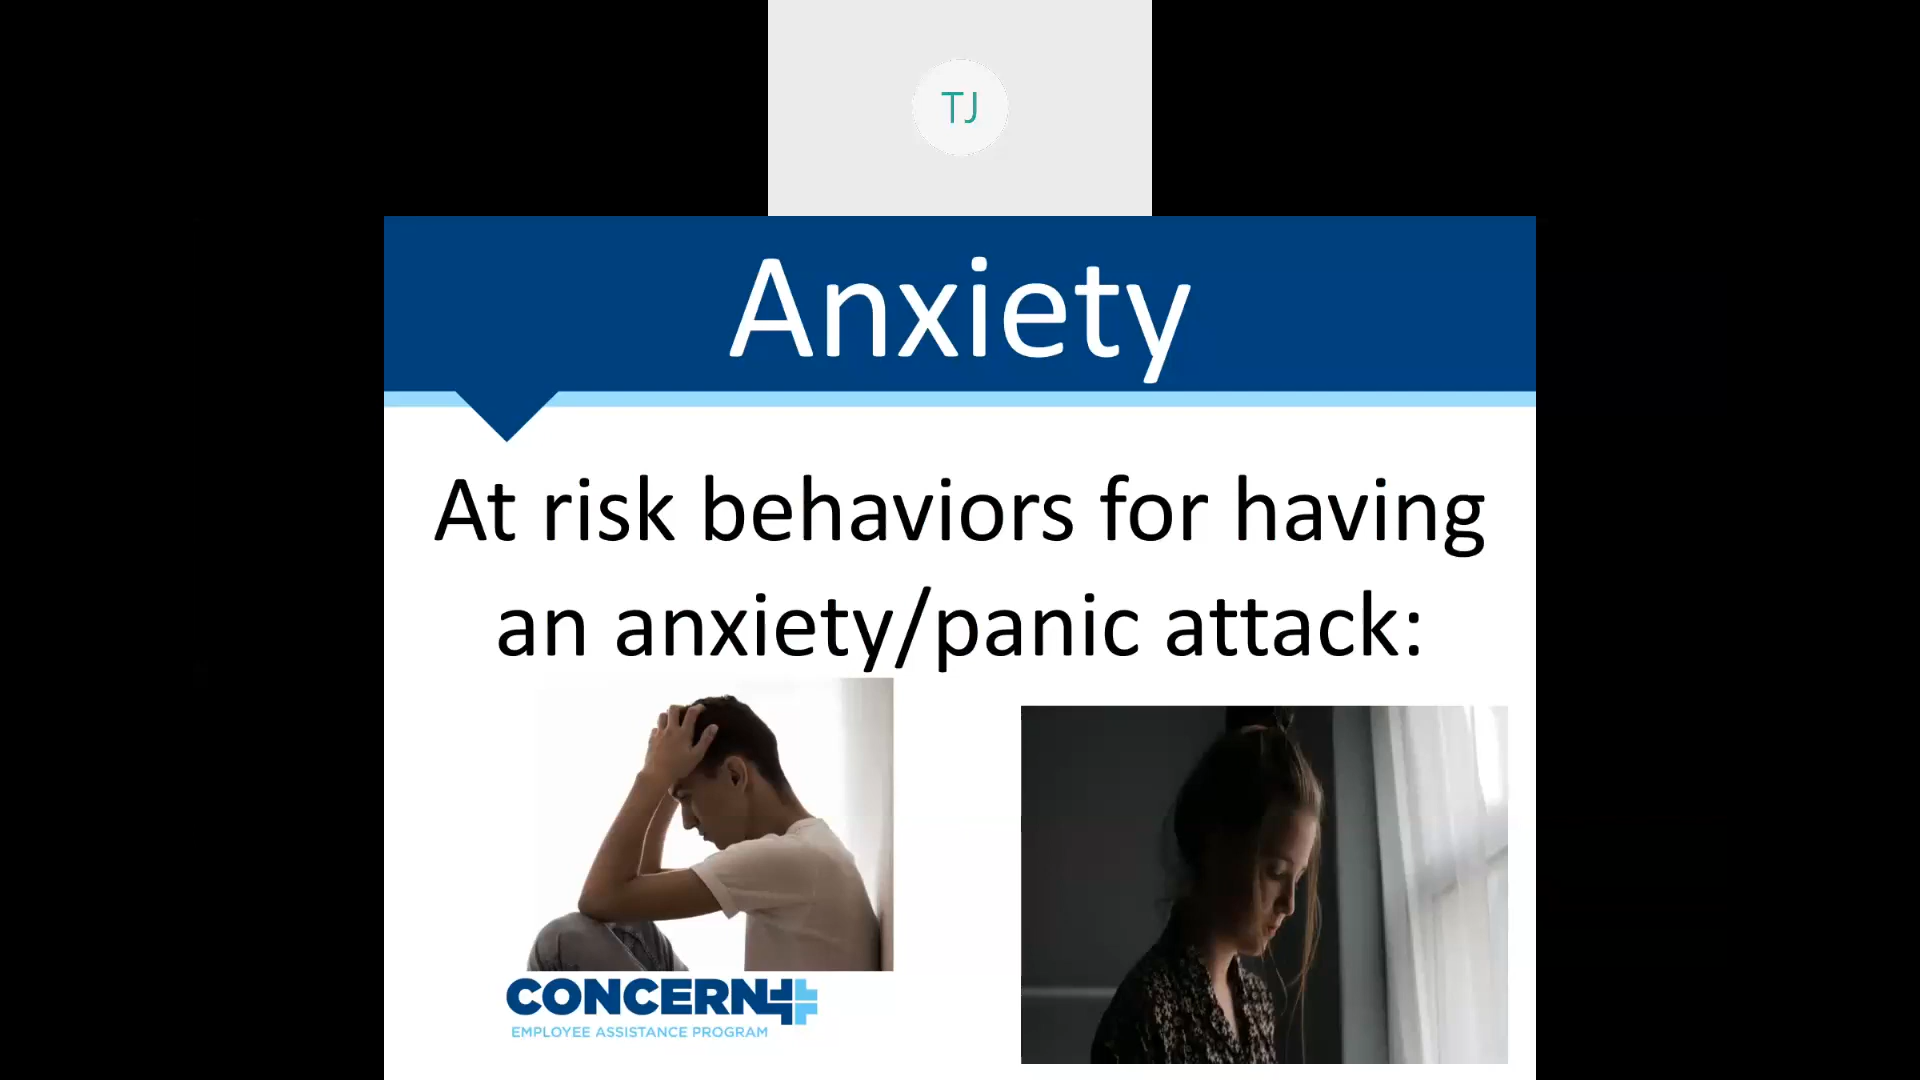 TJ
Anxiety
At risk behaviors for having
an anxiety/panic attack:
CONCERN
EMPLOYEE ASSISTANCE PROGRAM